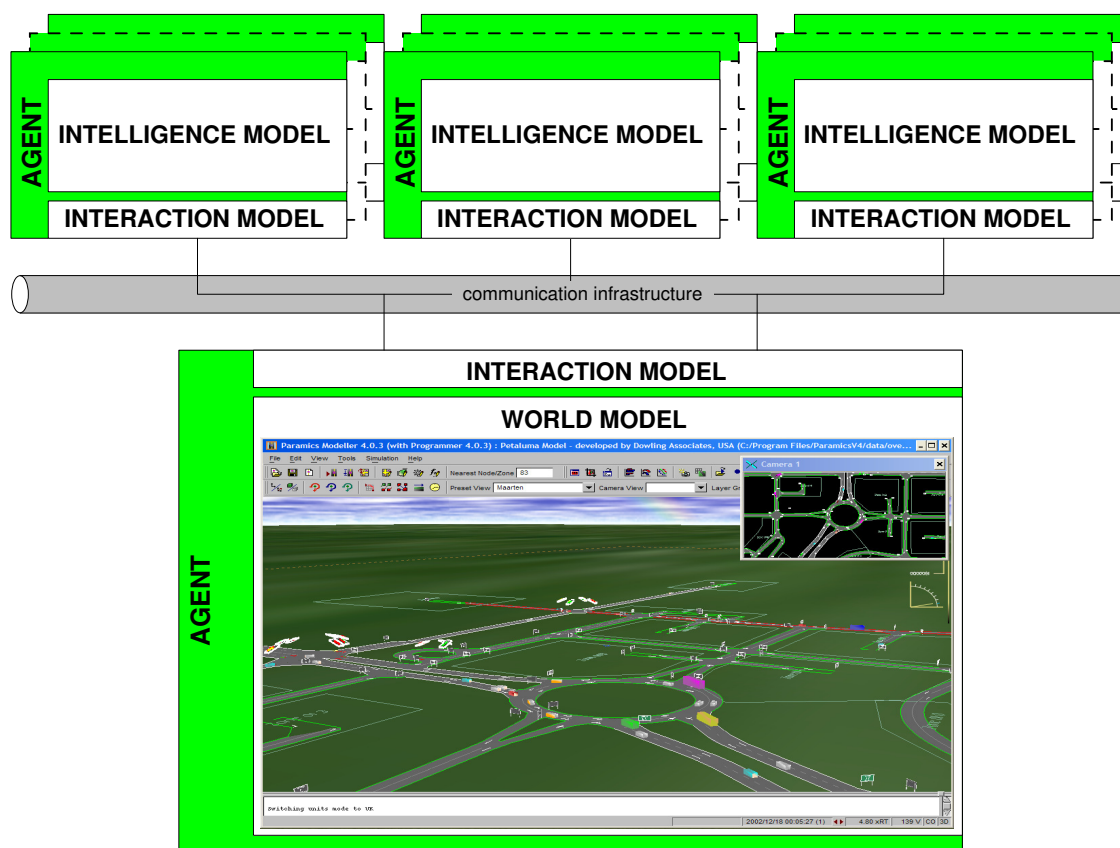 AGENT
INTELLIGENCE MODEL
INTERACTION MODEL
AGENT
INTELLIGENCE MODEL
INTERACTION MODEL
AGENT
INTELLIGENCE MODEL
INTERACTION MODEL
communication infrastructure
AGENT
INTERACTION MODEL
WORLD MODEL
Paramics Modeller 4.0.3 (with Programmer 4.0.3) : Petaluma Model - developed by Dowling Associates, USA (C:/Program Files/ParamicsV4/data/ove...
File Edit View Tools Simulation Help
Nearest Node/Zone 83
Preset View Maarten Camera View Layer Gr
Camera 1
Switching units mode to UK
2002/12/18 00:05:27 (1) 4.80 xRT 139 V CO 3D